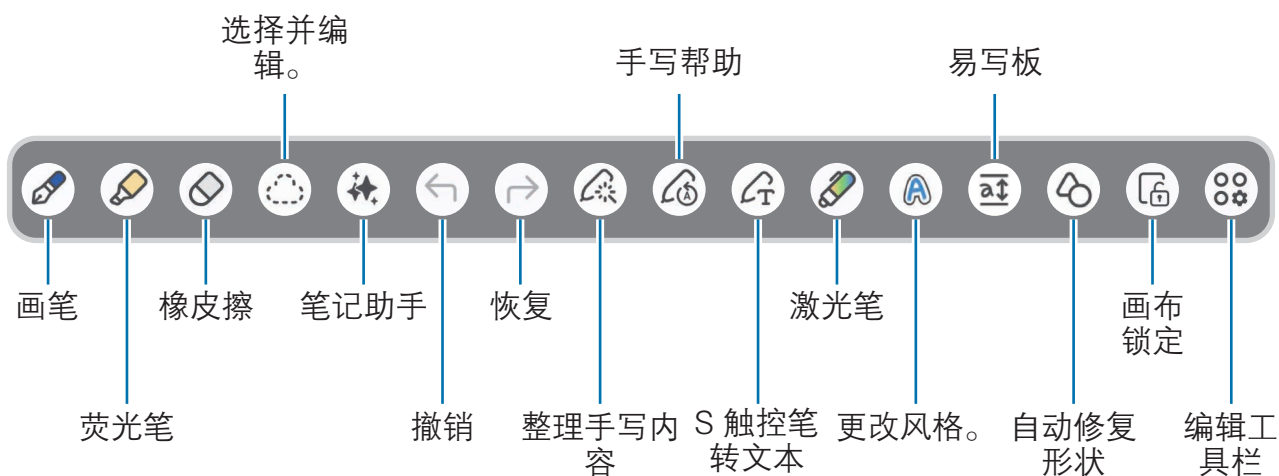 选择并编
辑。
手写帮助
易写板
画笔
橡皮擦
笔记助手
恢复
激光笔
画布
锁定
荧光笔
撤销
整理手写内
容
S 触控笔
转文本
更改风格。
自动修复
形状
编辑工
具栏